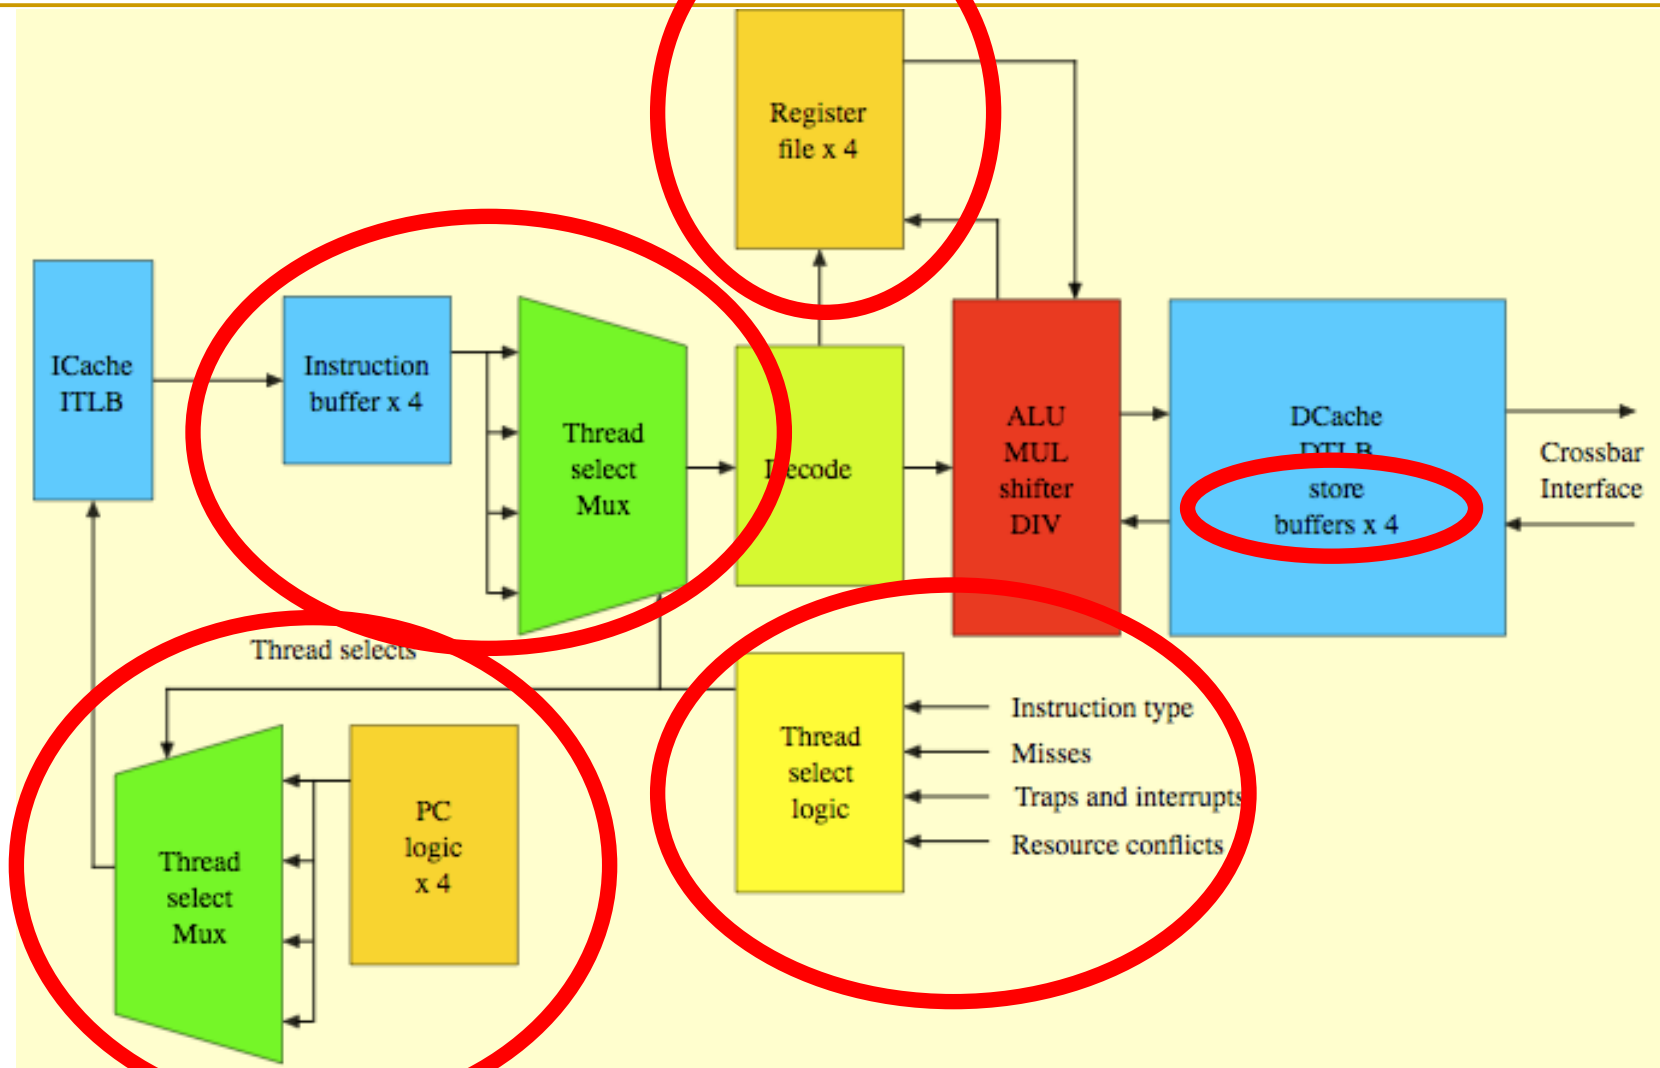 Register
file x 4
ICache
ITLB
Instruction
buffer x 4
Thread
select
Mux
Decode
ALU
MUL
shifter
DIV
DCache
DTLB
store
buffers x 4
Crossbar
Interface
Thread selects
Thread
select
logic
Instruction type
Misses
Traps and interrupts
Resource conflicts
Thread
select
Mux
PC
logic
x 4